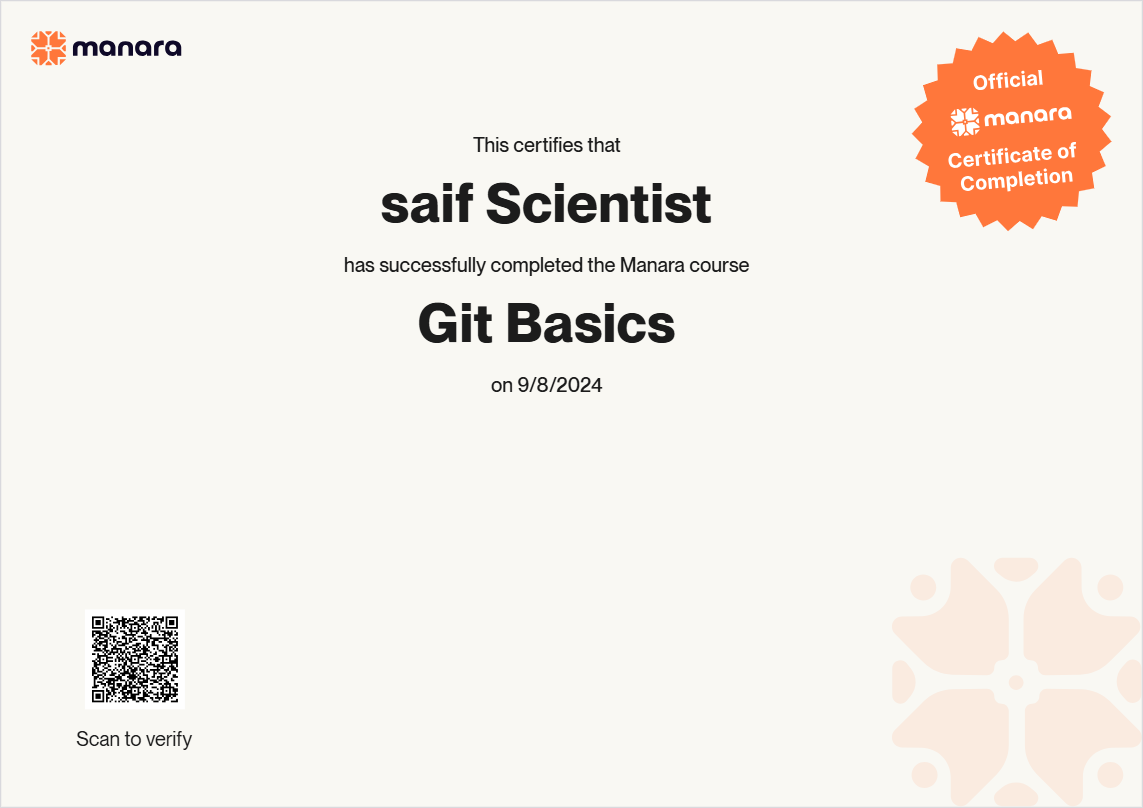 manara
Official
manara
Certificate of
Completion
This certifies that
saif Scientist
has successfully completed the Manara course
Git Basics
on 9/8/2024
Scan to verify